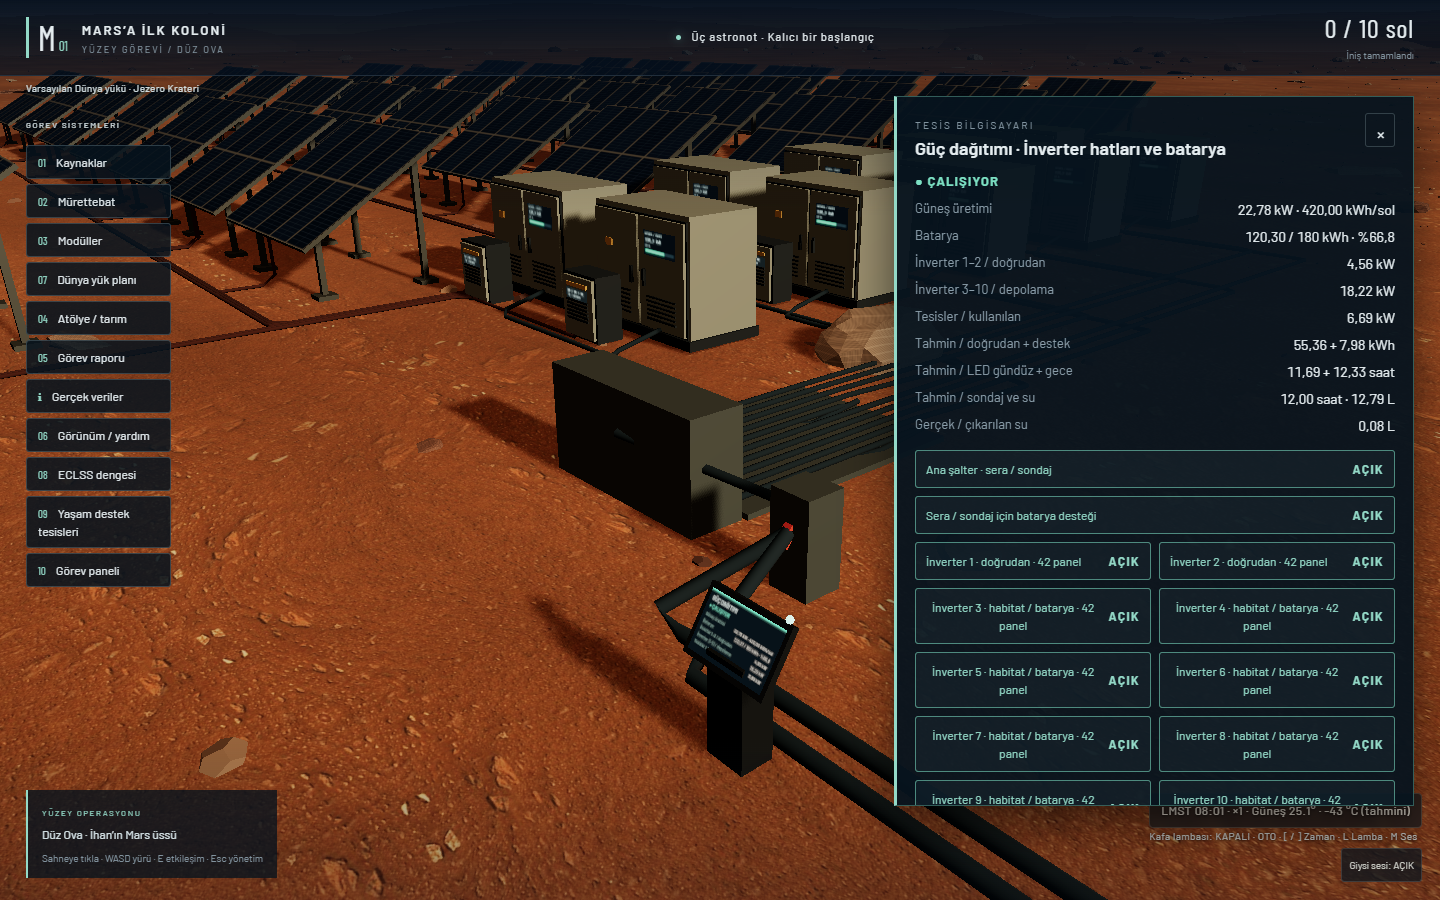 M 01
MARS'A İLK KOLONİ
YÜZEY GÖREVİ / DÜZ OVA
Üç astronot · Kalıcı bir başlangıç
0 / 10 sol
İniş tamamlandı
Varsayılan Dünya yükü · Jezero Krateri
GÖREV SİSTEMLERİ
01 Kaynaklar
02 Mürettebat
03 Modüller
07 Dünya yük planı
04 Atölye / tarım
05 Görev raporu
i Gerçek veriler
06 Görünüm / yardım
08 ECLSS dengesi
09 Yaşam destek
tesisleri
10 Görev paneli
TESİS BİLGİSAYARI
×
Güç dağıtımı · İnverter hatları ve batarya
ÇALIŞIYOR
Güneş üretimi 22,78 kW · 420,00 kWh/sol
Batarya 120,30 / 180 kWh · %66,8
İnverter 1–2 / doğrudan 4,56 kW
İnverter 3–10 / depolama 18,22 kW
Tesisler / kullanılan 6,69 kW
Tahmin / doğrudan + destek 55,36 + 7,98 kWh
Tahmin / LED gündüz + gece 11,69 + 12,33 saat
Tahmin / sondaj ve su 12,00 saat · 12,79 L
Gerçek / çıkarılan su 0,08 L
Ana şalter · sera / sondaj AÇIK
Sera / sondaj için batarya desteği AÇIK
İnverter 1 · doğrudan · 42 panel AÇIK
İnverter 2 · doğrudan · 42 panel AÇIK
İnverter 3 · habitat / batarya · 42
panel AÇIK
İnverter 4 · habitat / batarya · 42
panel AÇIK
İnverter 5 · habitat / batarya · 42
panel AÇIK
İnverter 6 · habitat / batarya · 42
panel AÇIK
İnverter 7 · habitat / batarya · 42
panel AÇIK
İnverter 8 · habitat / batarya · 42
panel AÇIK
İnverter 9 · habitat / batarya · 42
İnverter 10 · habitat / batarya · 42
LMST 08:01 · ×1 · Güneş 25.1° · -43 °C (tahmini)
Kafa lambası: KAPALI · OTO · [ / ] Zaman · L Lamba · M Ses
Giysi sesi: AÇIK
YÜZEY OPERASYONU
Düz Ova · İhan'ın Mars üssü
Sahneye tıkla · WASD yürü · E etkileşim · Esc yönetim